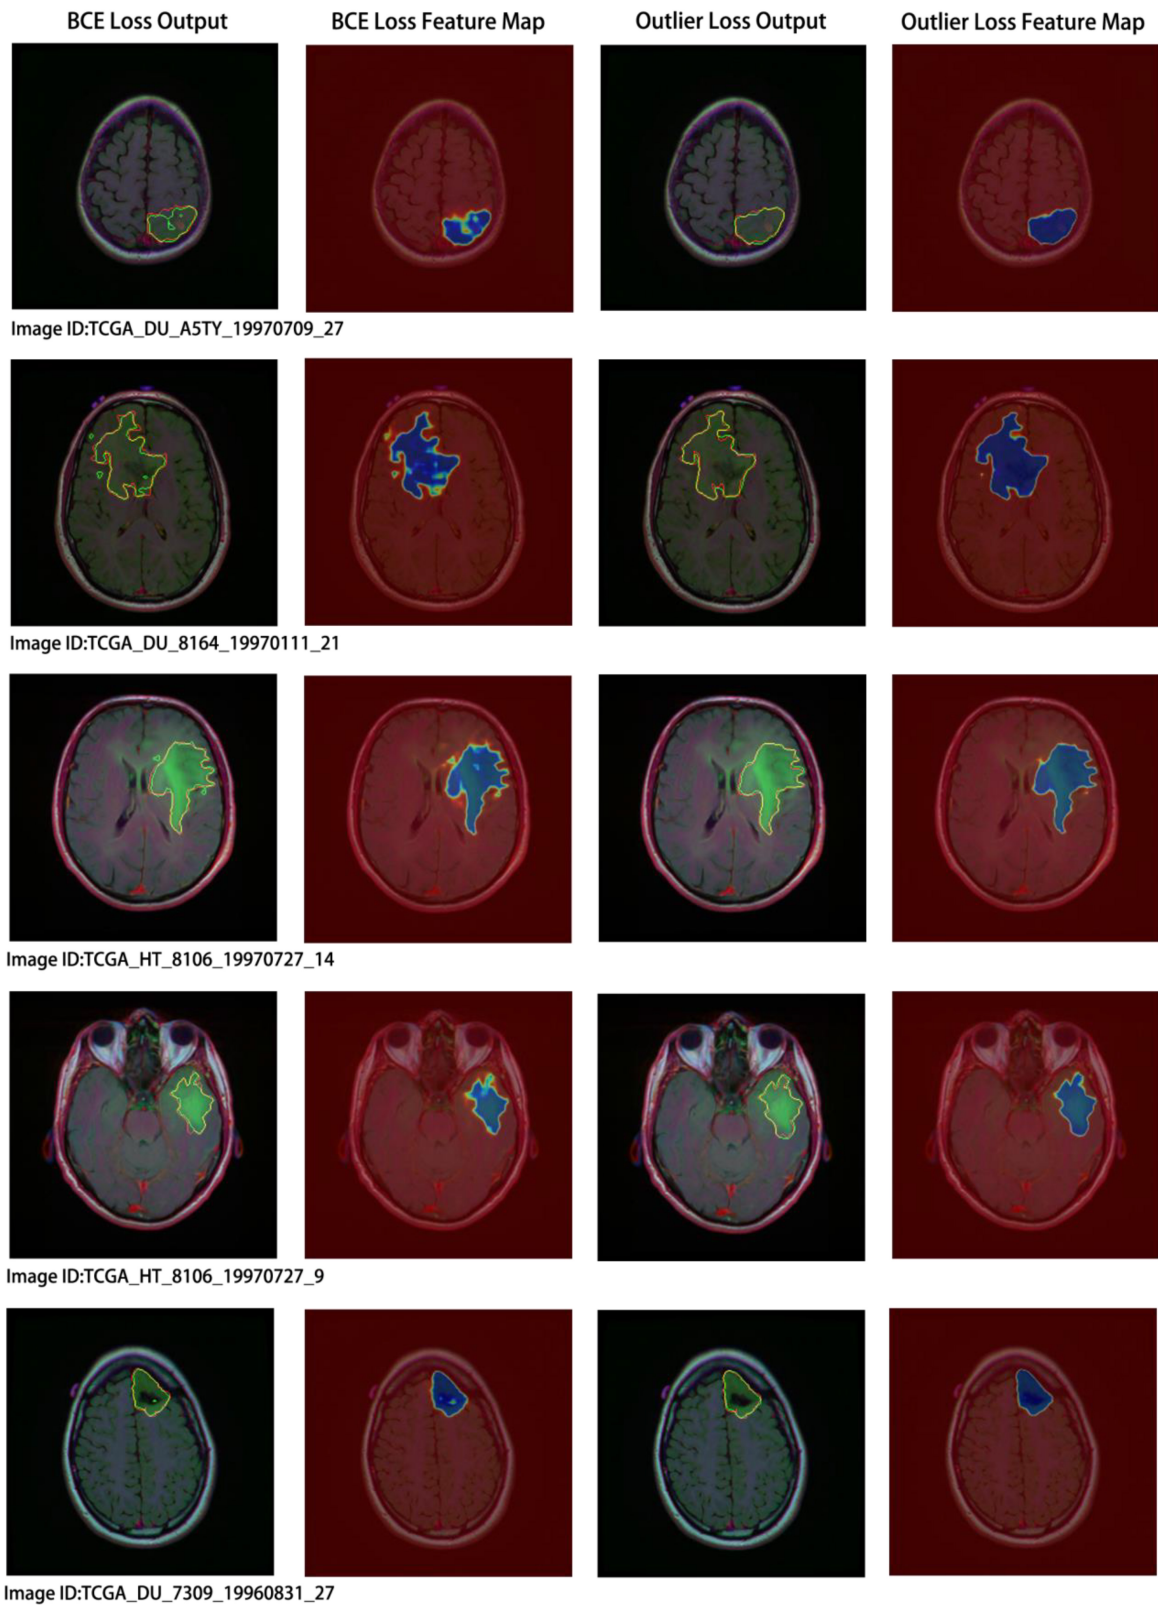 BCE Loss Output BCE Loss Feature Map Outlier Loss Output Outlier Loss Feature Map
Image ID:TCGA_DU_A5TY_19970709_27
Image ID:TCGA_DU_8164_19970111_21
Image ID:TCGA_HT_8106_19970727_14
Image ID:TCGA_HT_8106_19970727_9
Image ID:TCGA_DU_7309_19960831_27